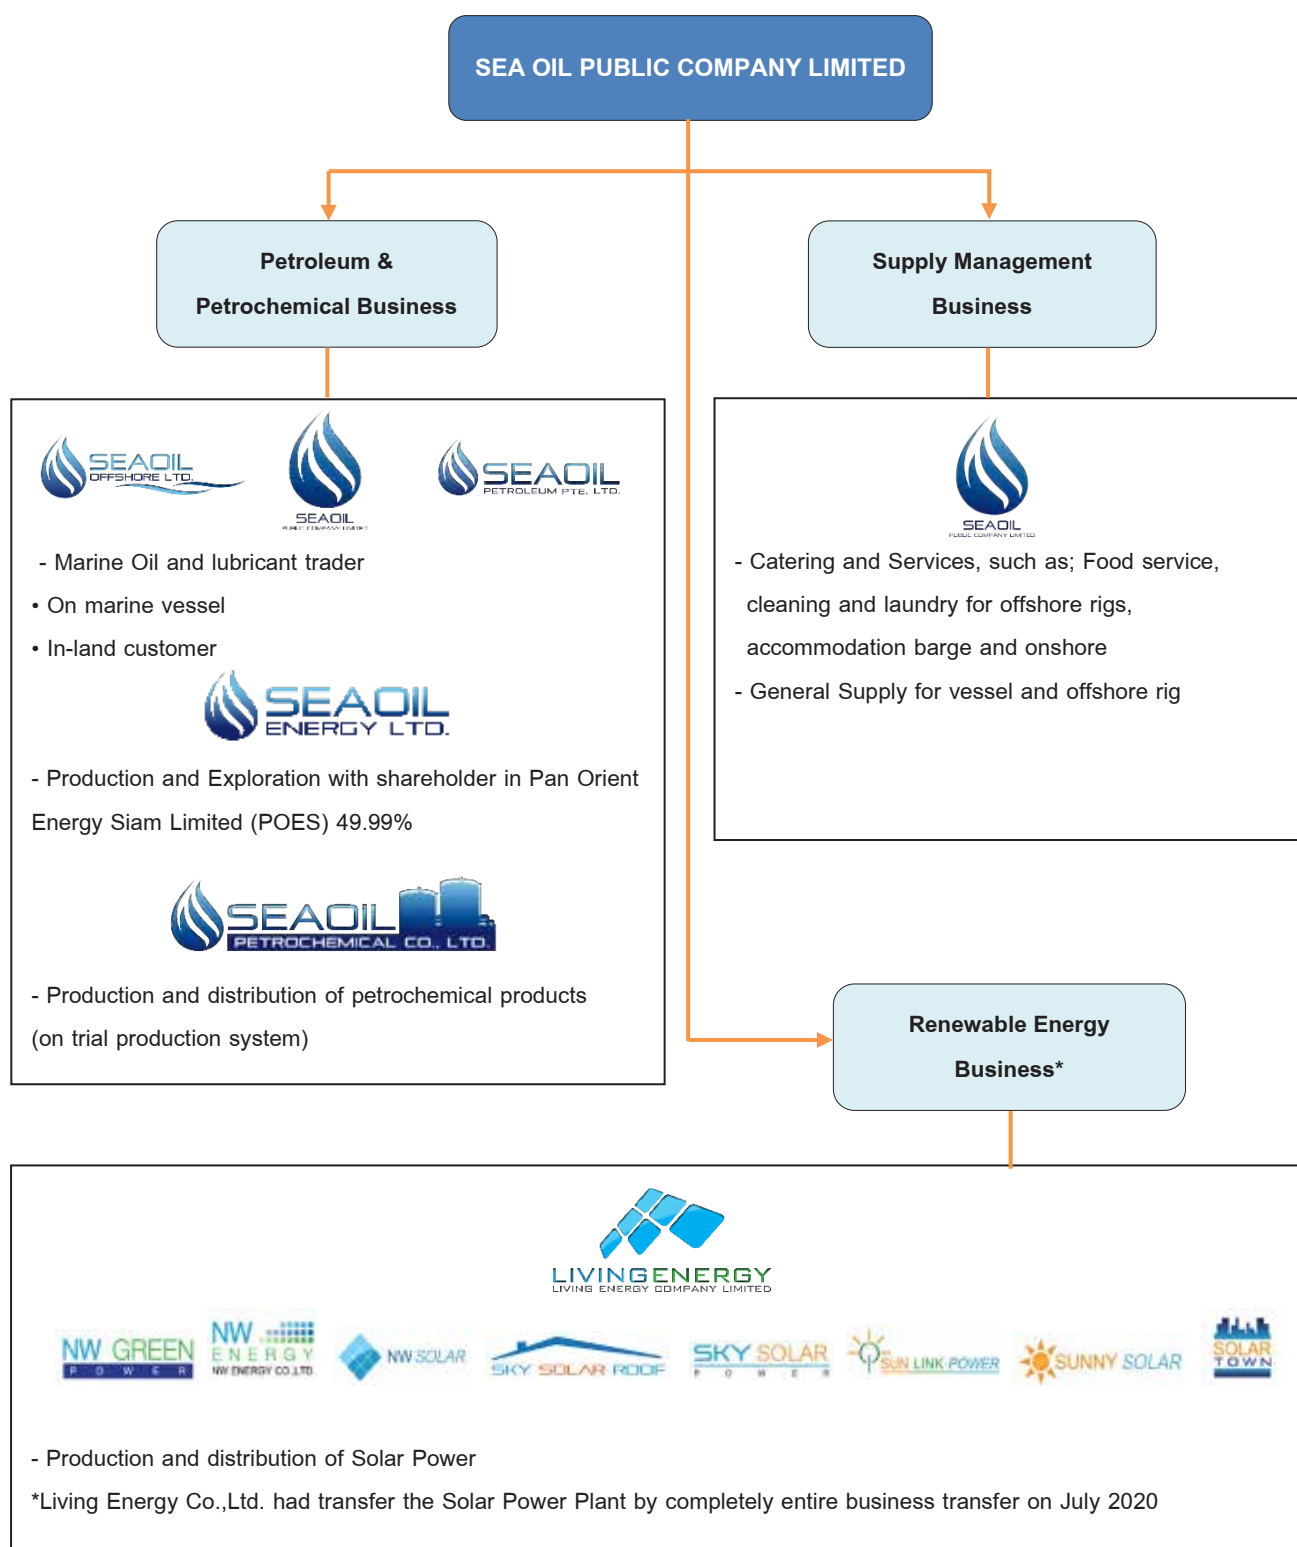 SEA OIL PUBLIC COMPANY LIMITED
Petroleum &
Petrochemical Business
Supply Management
Business
SEAOIL
OFFSHORE LTD.
SEAOIL
PUBLIC COMPANY LIMITED
SEAOIL
PETROLEUM PTE. LTD.
- Marine Oil and lubricant trader
• On marine vessel
• In-land customer
SEAOIL
ENERGY LTD.
- Production and Exploration with shareholder in Pan Orient
Energy Siam Limited (POES) 49.99%
SEAOIL
PETROCHEMICAL CO., LTD.
- Production and distribution of petrochemical products
(on trial production system)
SEAOIL
PUBLIC COMPANY LIMITED
- Catering and Services, such as; Food service,
cleaning and laundry for offshore rigs,
accommodation barge and onshore
- General Supply for vessel and offshore rig
Renewable Energy
Business*
LIVINGENERGY
LIVING ENERGY COMPANY LIMITED
NW GREEN
POWER
NW
ENERGY
NW ENERGY CO.,LTD.
NW SOLAR
SKY SOLAR ROOF
SKY SOLAR
POWER
SUN LINK POWER
SUNNY SOLAR
SOLAR
TOWN
- Production and distribution of Solar Power
*Living Energy Co.,Ltd. had transfer the Solar Power Plant by completely entire business transfer on July 2020